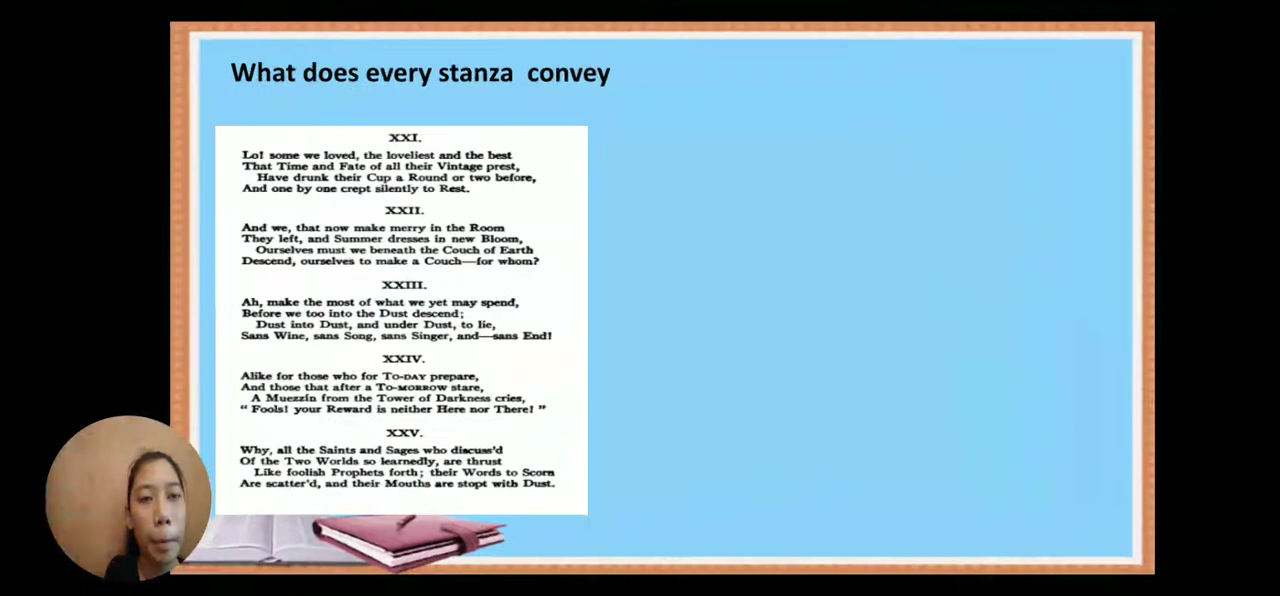 What does every stanza convey
XXI.
Lo! some we loved, the loveliest and the best
That Time and Fate of all their Vintage prest,
Have drunk their Cup a Round or two before,
And one by one crept silently to Rest.
XXII.
And we, that now make merry in the Room
They left, and Summer dresses in new Bloom,
Ourselves must we beneath the Couch of Earth
Descend, ourselves to make a Couch—for whom?
XXIII.
Ah, make the most of what we yet may spend,
Before we too into the Dust descend;
Dust into Dust, and under Dust, to lie,
Sans Wine, sans Song, sans Singer, and—sans End!
XXIV.
Alike for those who for TO-DAY prepare,
And those that after a TO-MORROW stare,
A Muezzín from the Tower of Darkness cries,
“ Fools! your Reward is neither Here nor There! ”
XXV.
Why, all the Saints and Sages who discuss'd
Of the Two Worlds so learnedly, are thrust
Like foolish Prophets forth; their Words to Scorn
Are scatter'd, and their Mouths are stopt with Dust.